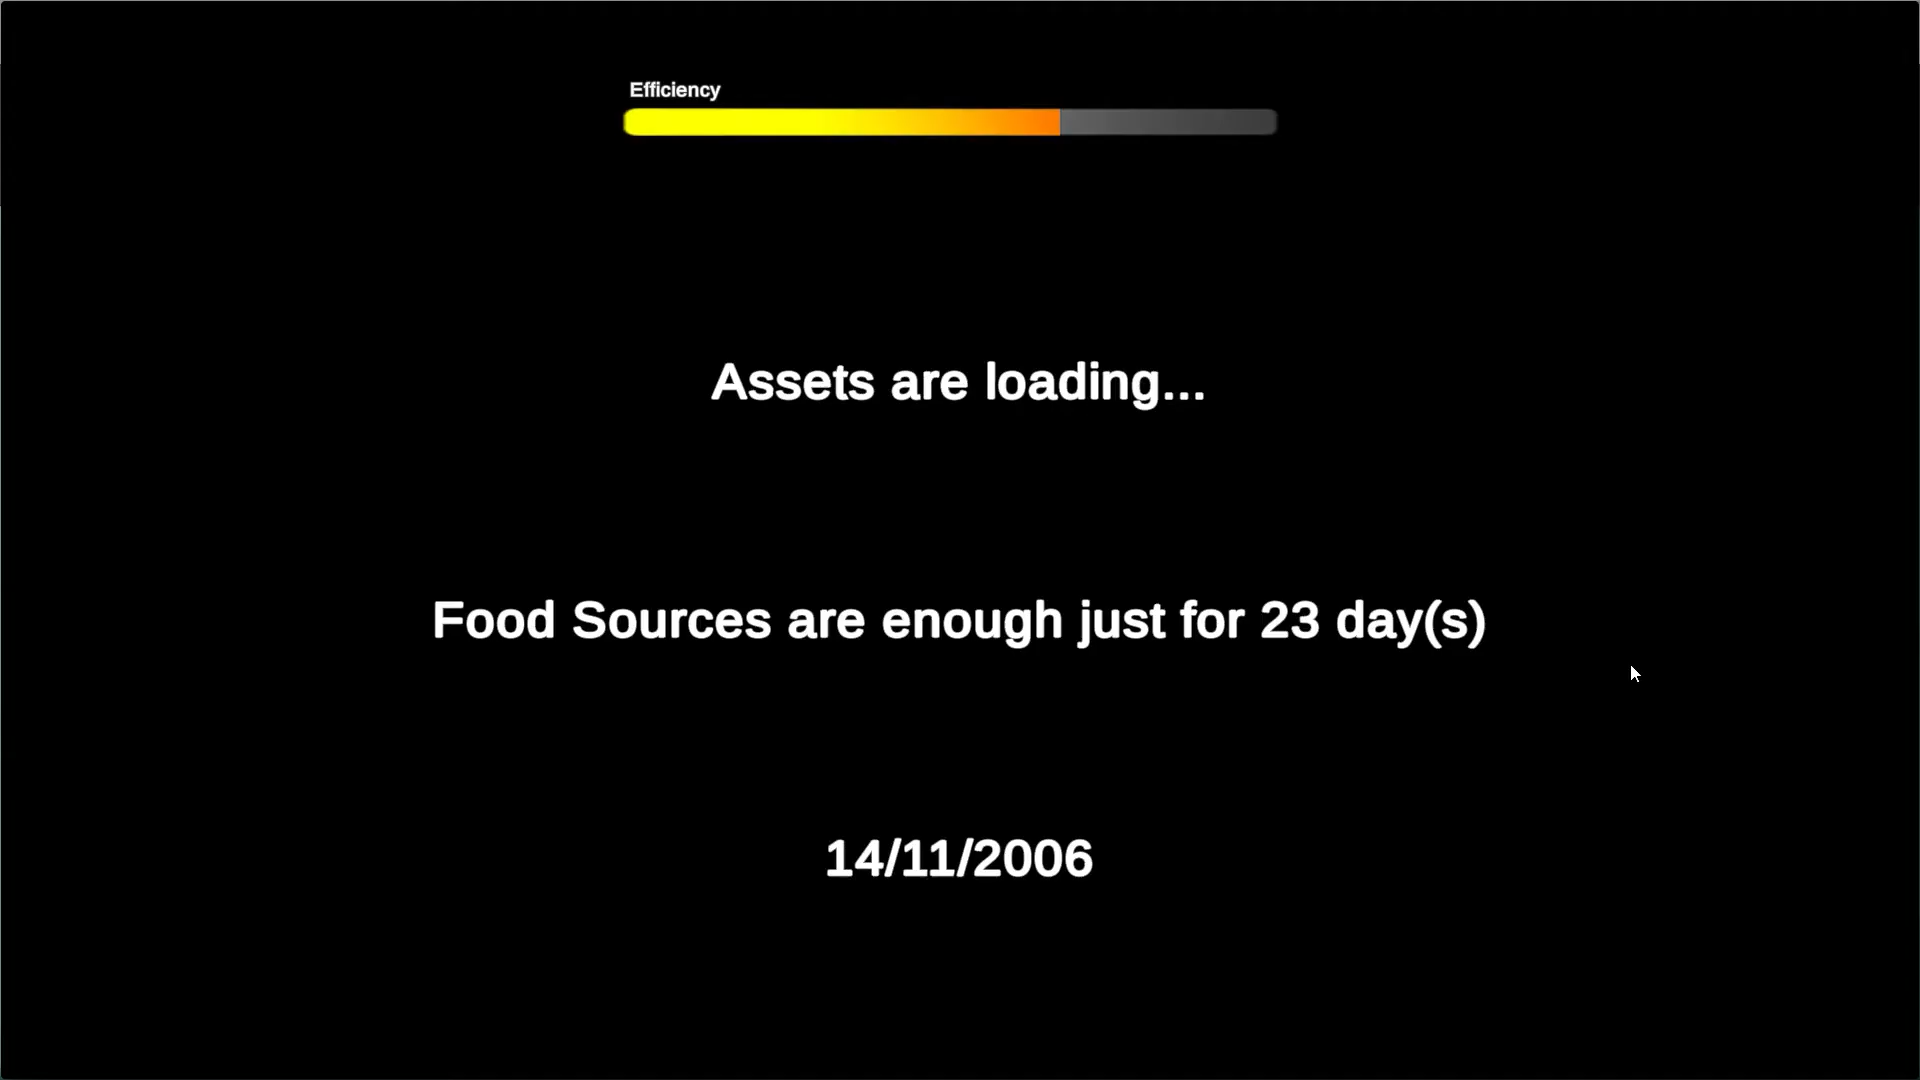 Efficiency
Assets are loading...
Food Sources are enough just for 23 day(s)
14/11/2006